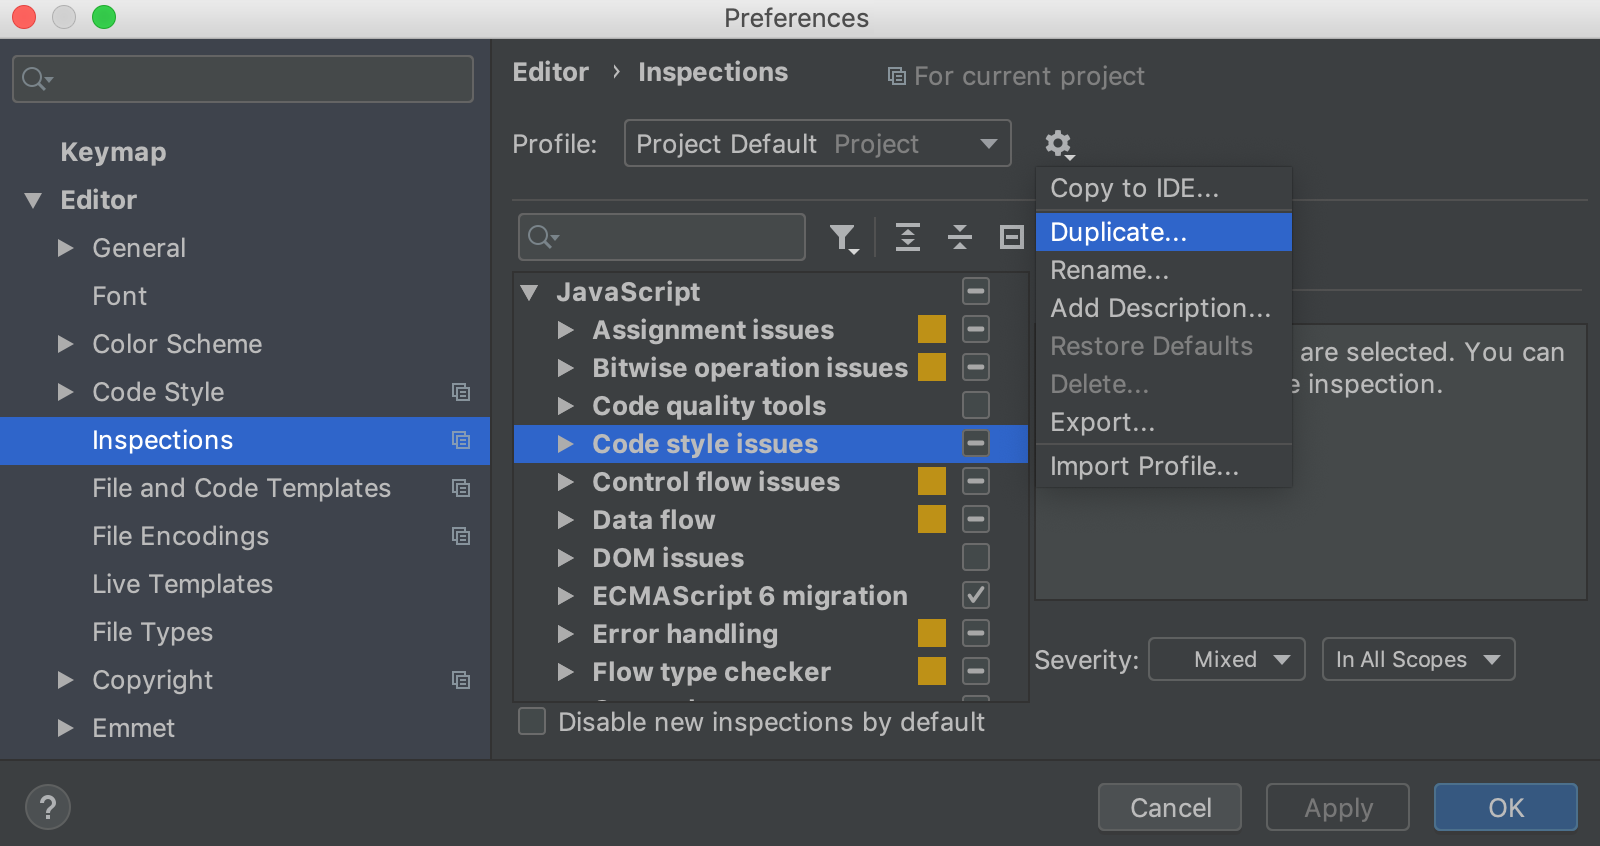 Preferences
Editor › Inspections
For current project
Profile: Project Default Project
Keymap
Editor
General
Font
Color Scheme
Code Style
Inspections
File and Code Templates
File Encodings
Live Templates
File Types
Copyright
Emmet
JavaScript
Assignment issues
Bitwise operation issues
Code quality tools
Code style issues
Control flow issues
Data flow
DOM issues
ECMAScript 6 migration
Error handling
Flow type checker
Disable new inspections by default
Copy to IDE...
Duplicate...
Rename...
Add Description...
Restore Defaults
Delete...
Export...
Import Profile...
are selected. You can
inspection.
Severity: Mixed In All Scopes
?
Cancel
Apply
OK